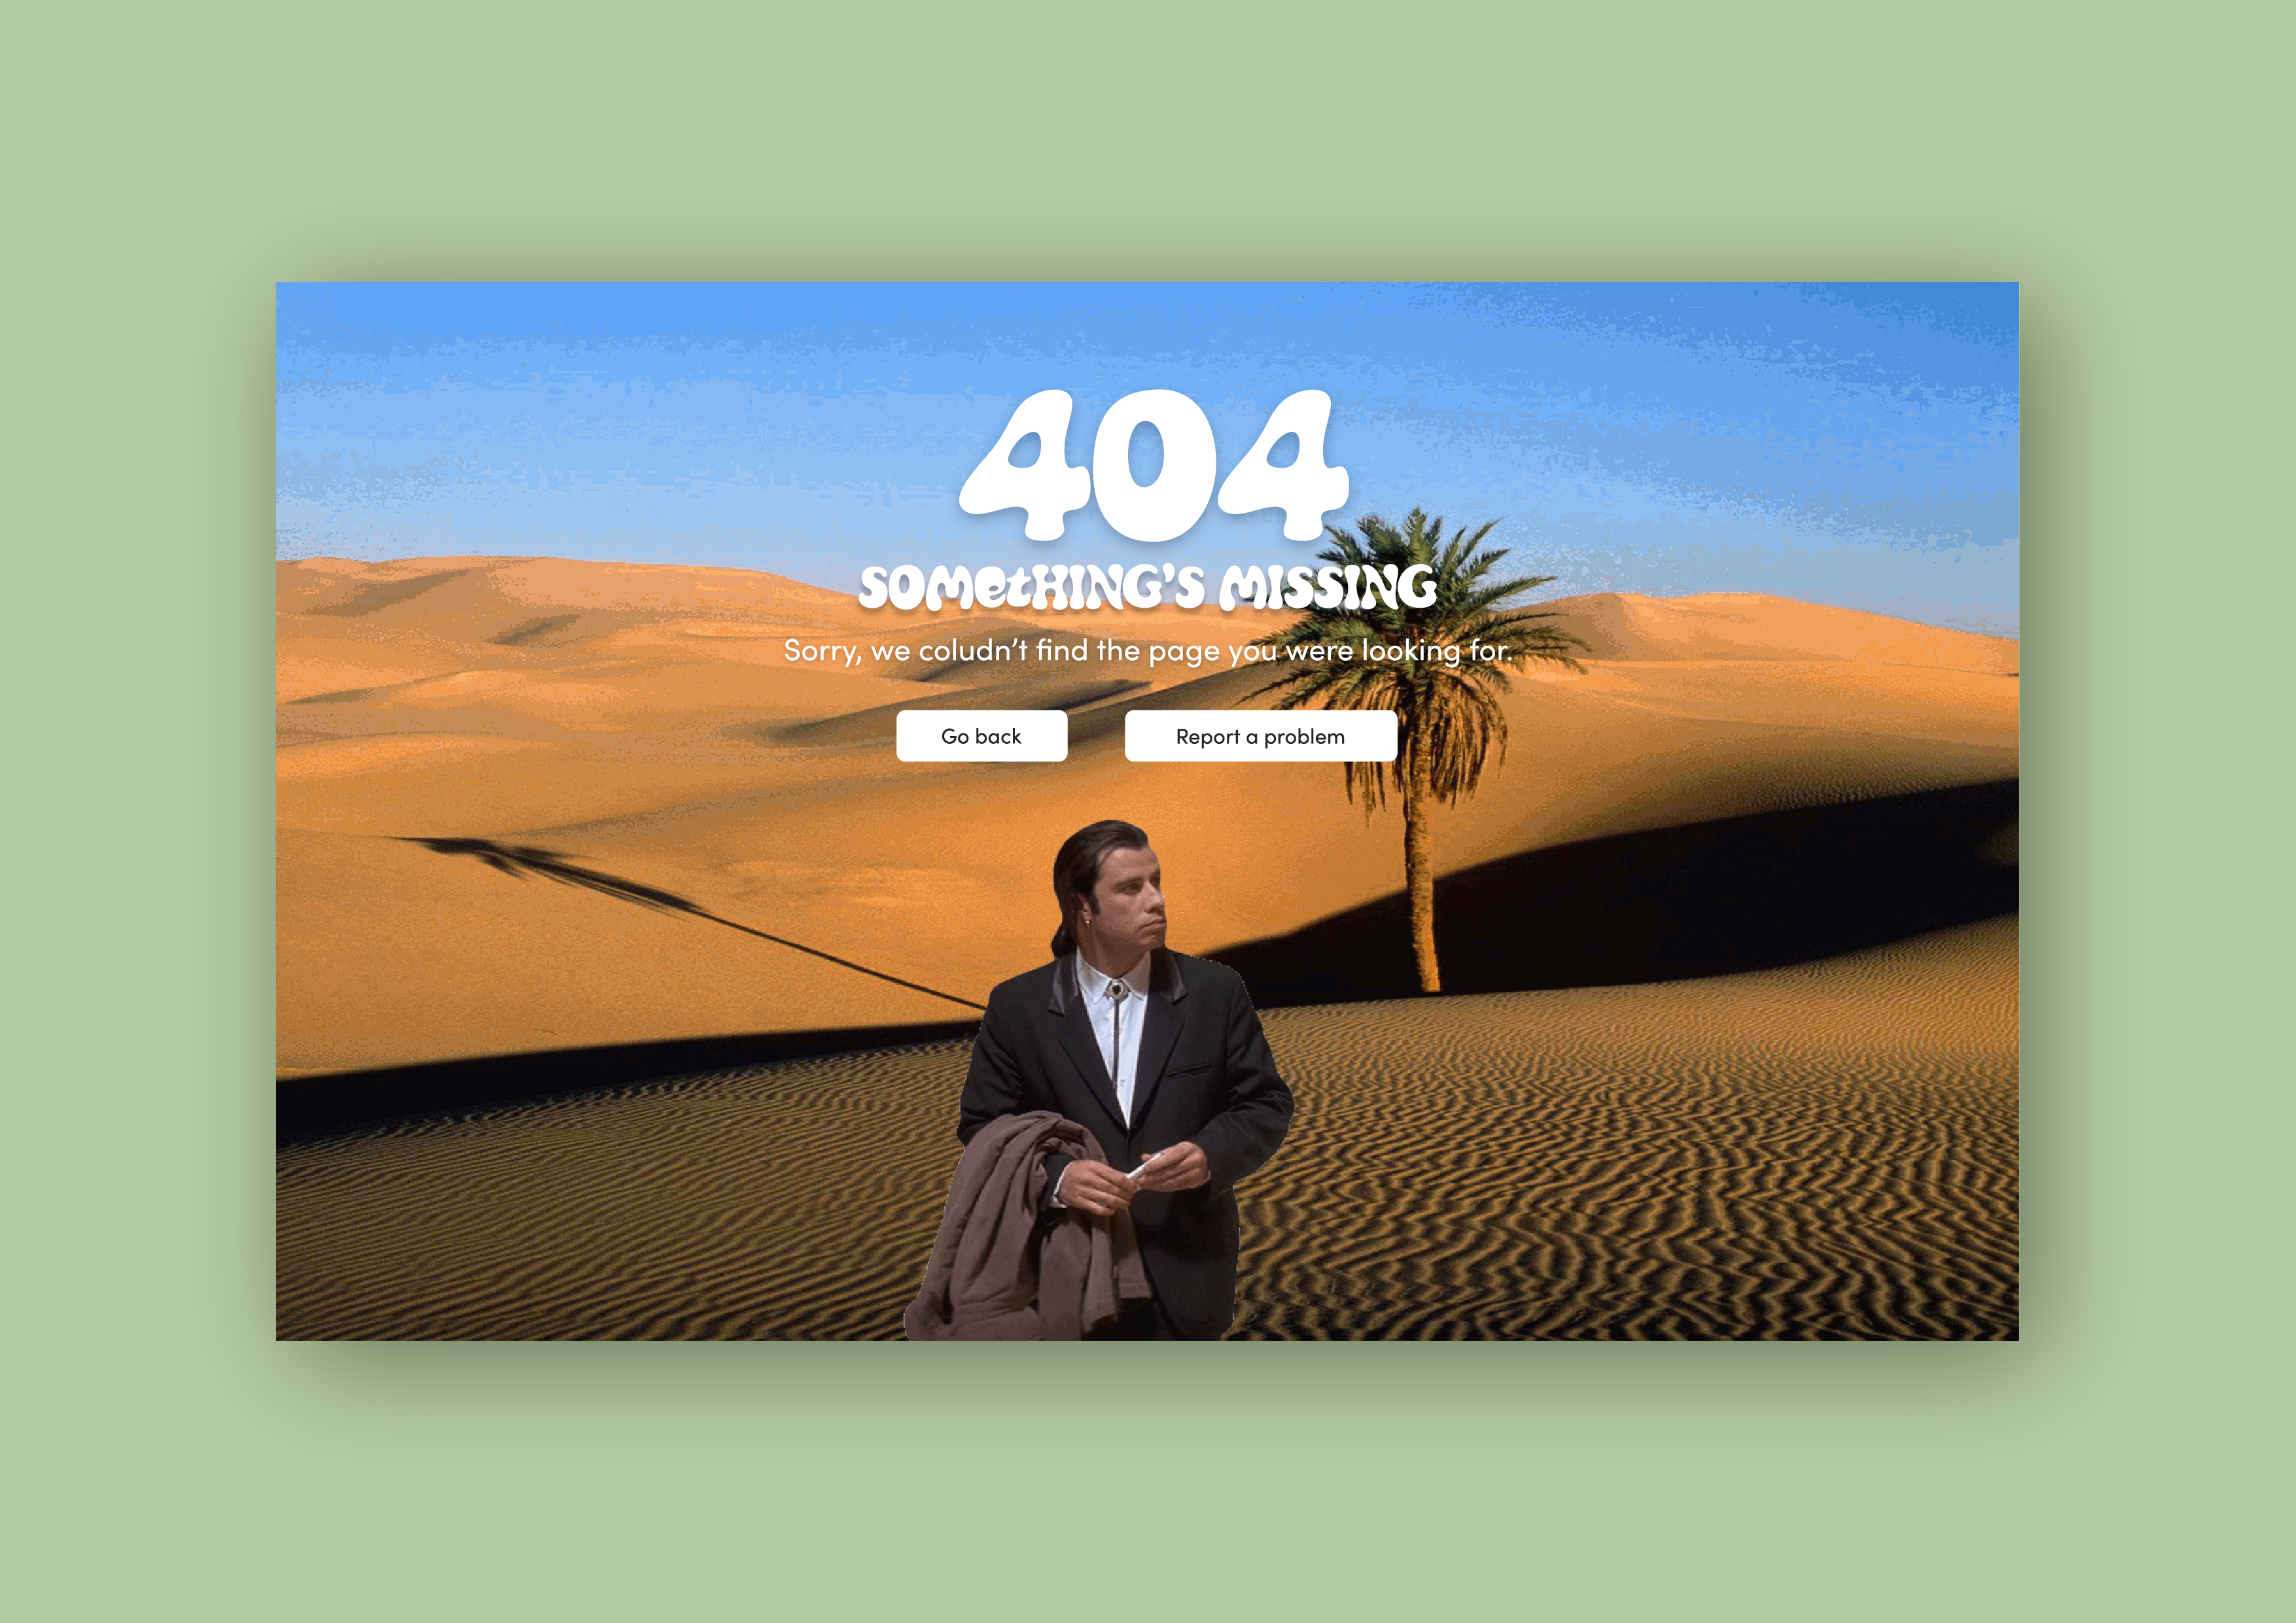 404
SOMetHING'S MISSING
Sorry, we coludn't find the page you were looking for.
Go back
Report a problem